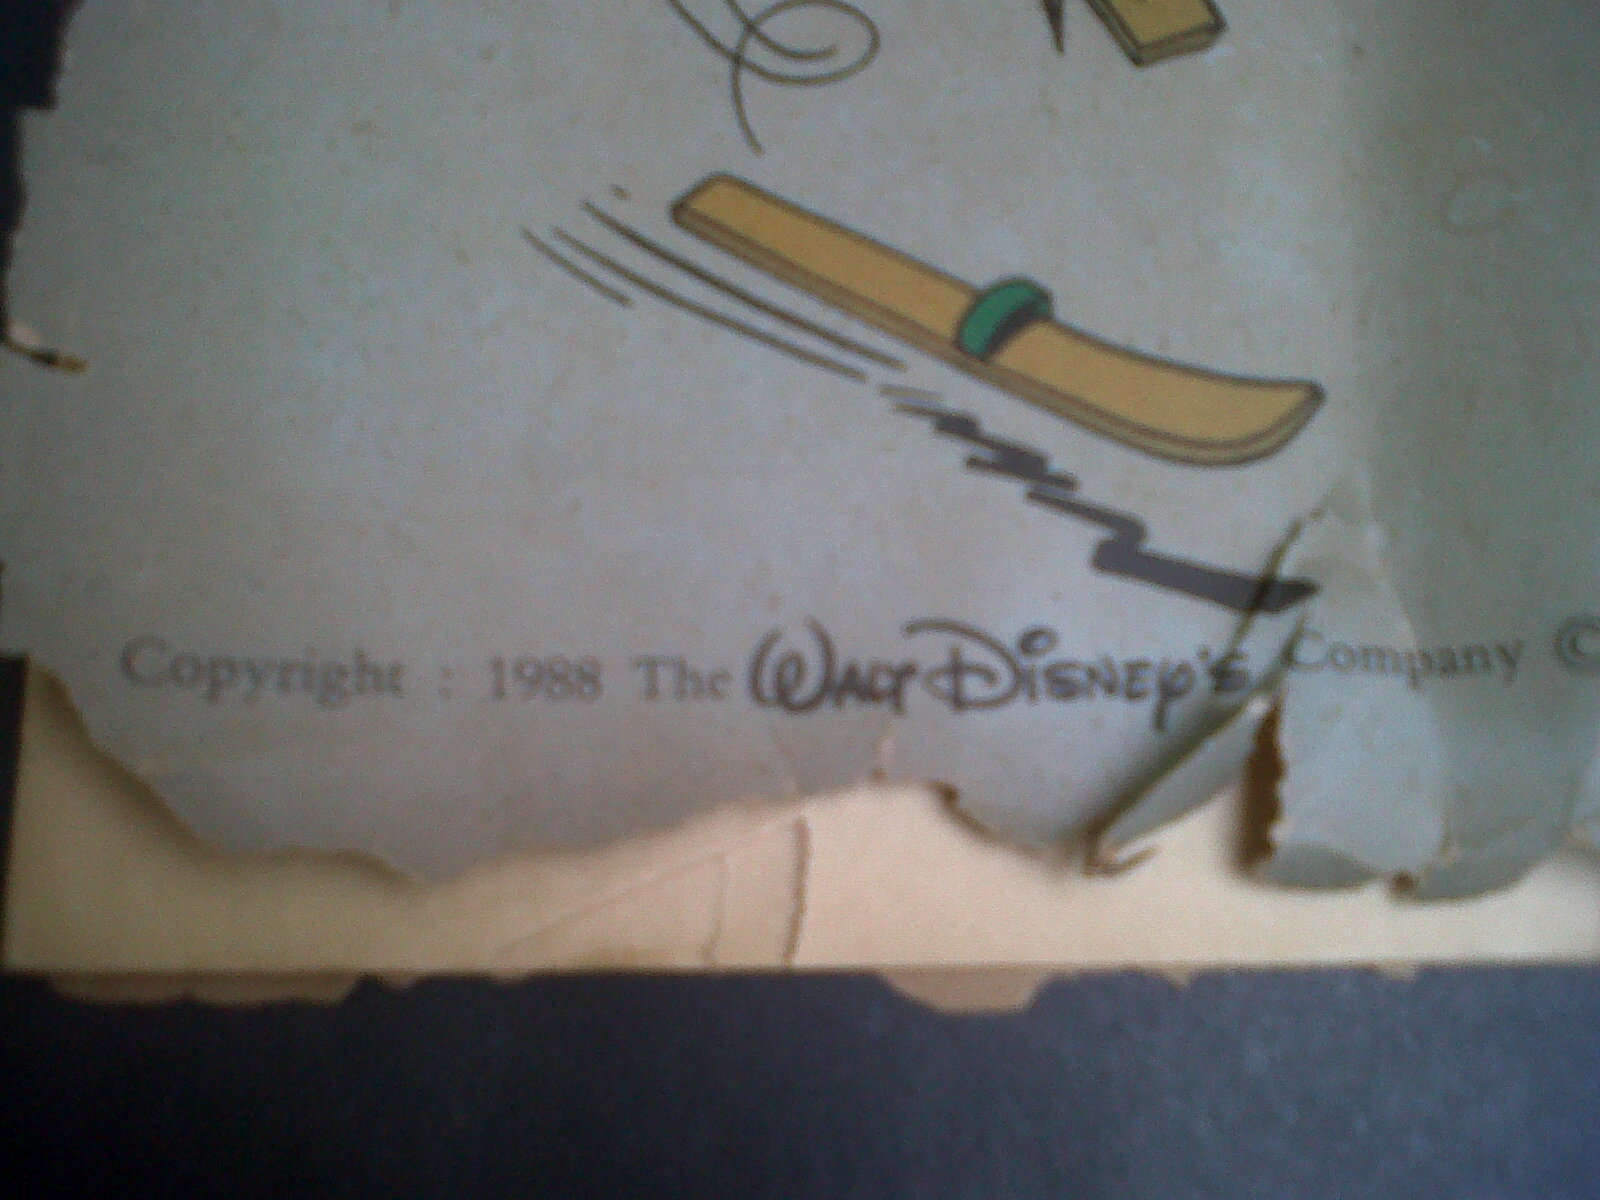 Copyright : 1988 The WALT DISNEY'S Company ©